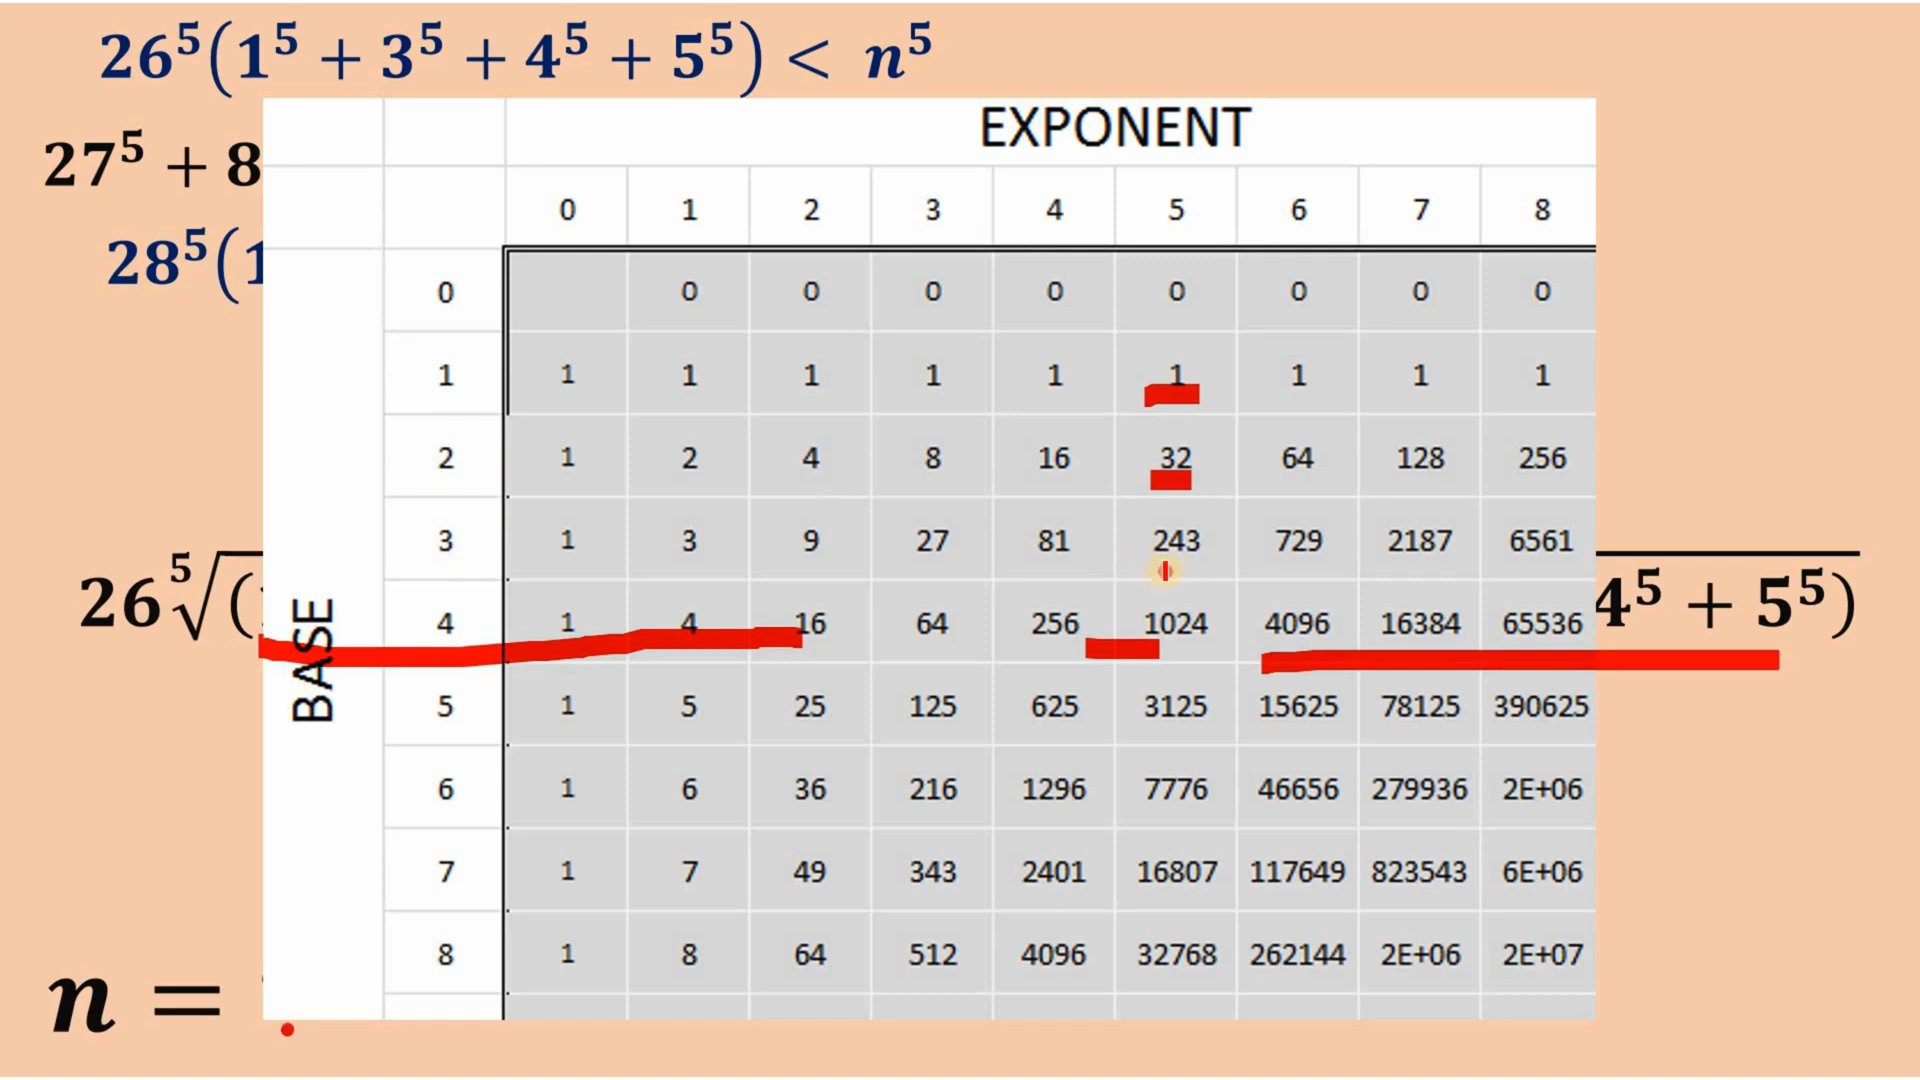 26⁵(1⁵ + 3⁵ + 4⁵ + 5⁵) < n⁵
EXPONENT
27⁵ + 8
0 1 2 3 4 5 6 7 8
28⁵(1
0 0 0 0 0 0 0 0 0
1 1 1 1 1 1 1 1 1 1
2 1 2 4 8 16 32 64 128 256
3 1 3 9 27 81 243 729 2187 6561
26 ⁵√( 4⁵ + 5⁵)
BASE
4 1 4 16 64 256 1024 4096 16384 65536
5 1 5 25 125 625 3125 15625 78125 390625
6 1 6 36 216 1296 7776 46656 279936 2E+06
7 1 7 49 343 2401 16807 117649 823543 6E+06
8 1 8 64 512 4096 32768 262144 2E+06 2E+07
n =